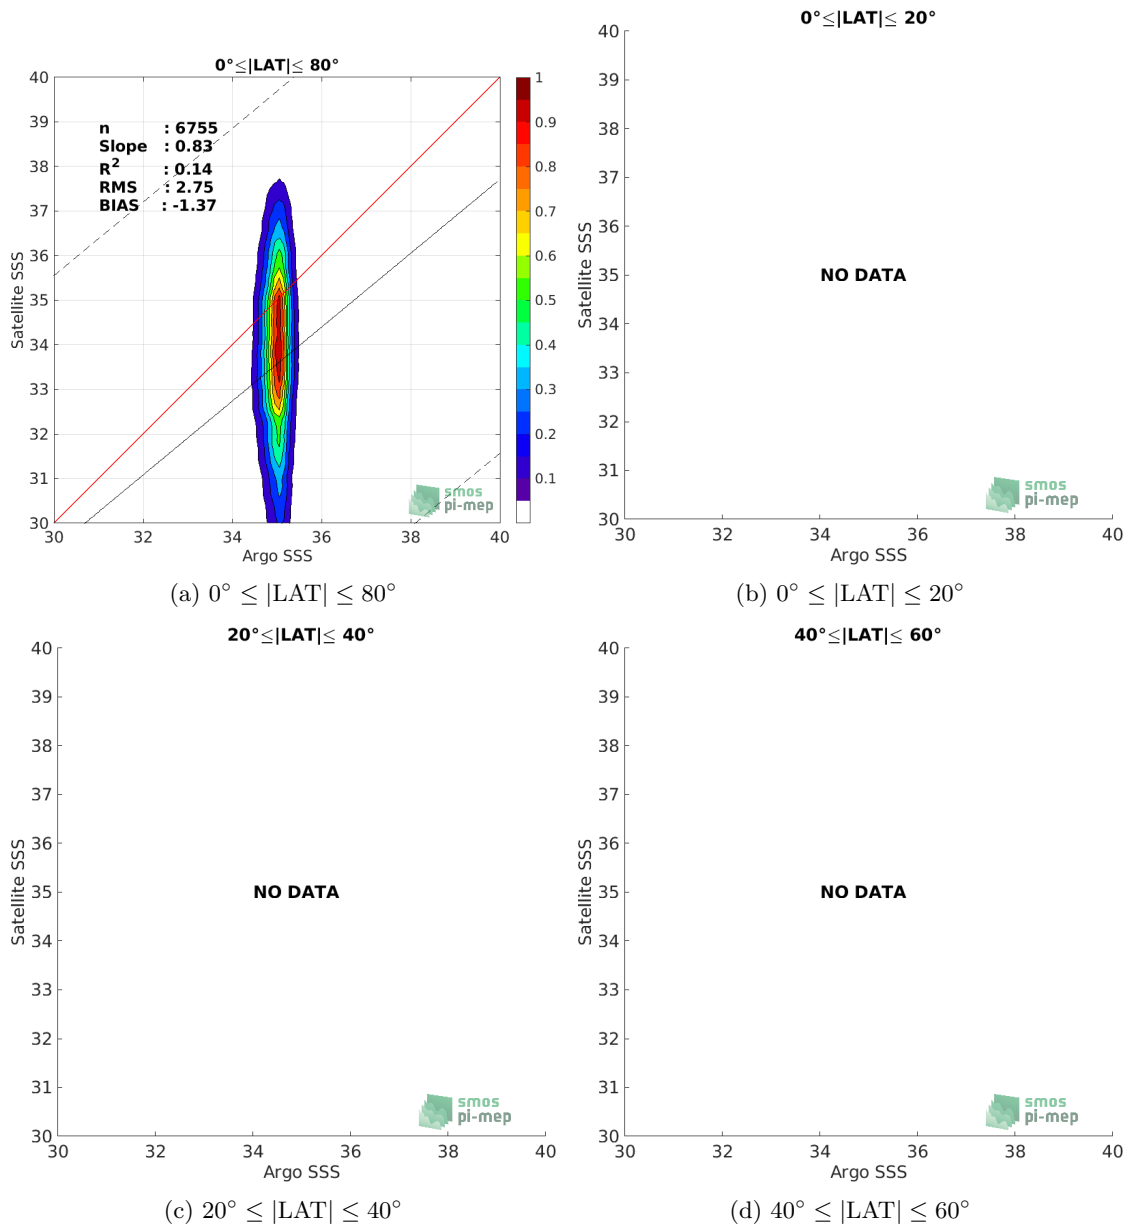 0°≤|LAT|≤ 80°
n : 6755
Slope : 0.83
R² : 0.14
RMS : 2.75
BIAS : -1.37
40
39
38
37
36
35
34
33
32
31
30
Satellite SSS
30 32 34 36 38 40
Argo SSS
1
0.9
0.8
0.7
0.6
0.5
0.4
0.3
0.2
0.1
smos
pi-mep
(a) 0° ≤ |LAT| ≤ 80°
0°≤|LAT|≤ 20°
40
39
38
37
36
35
34
33
32
31
30
Satellite SSS
NO DATA
smos
pi-mep
30 32 34 36 38 40
Argo SSS
(b) 0° ≤ |LAT| ≤ 20°
20°≤|LAT|≤ 40°
40
39
38
37
36
35
34
33
32
31
30
Satellite SSS
NO DATA
smos
pi-mep
30 32 34 36 38 40
Argo SSS
(c) 20° ≤ |LAT| ≤ 40°
40°≤|LAT|≤ 60°
40
39
38
37
36
35
34
33
32
31
30
Satellite SSS
NO DATA
smos
pi-mep
30 32 34 36 38 40
Argo SSS
(d) 40° ≤ |LAT| ≤ 60°